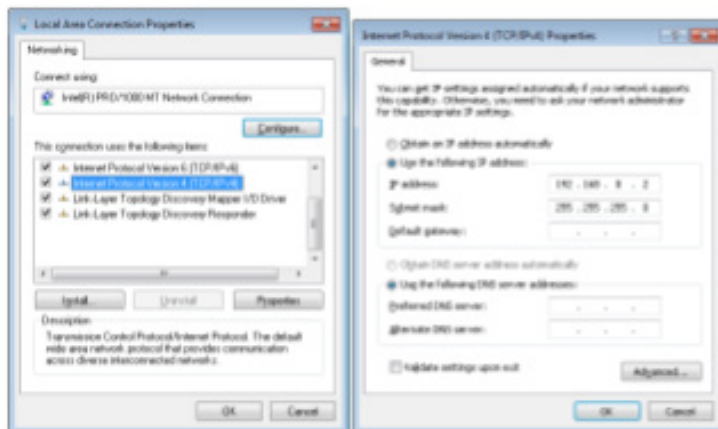 Local Area Connection Properties
Networking
Connect using:
Intel(R) PRO/1000 MT Network Connection
Configure...
This connection uses the following items:
Internet Protocol Version 6 (TCP/IPv6)
Internet Protocol Version 4 (TCP/IPv4)
Link-Layer Topology Discovery Mapper I/O Driver
Link-Layer Topology Discovery Responder
Install...
Uninstall
Properties
Description
Transmission Control Protocol/Internet Protocol. The default
wide area network protocol that provides communication
across diverse interconnected networks.
OK
Cancel
Internet Protocol Version 4 (TCP/IPv4) Properties
General
You can get IP settings assigned automatically if your network supports
this capability. Otherwise, you need to ask your network administrator
for the appropriate IP settings.
Obtain an IP address automatically
Use the following IP address:
IP address:
192 . 168 . 0 . 2
Subnet mask:
255 . 255 . 255 . 0
Default gateway:
. . .
Obtain DNS server address automatically
Use the following DNS server addresses:
Preferred DNS server:
. . .
Alternate DNS server:
. . .
Validate settings upon exit
Advanced...
OK
Cancel